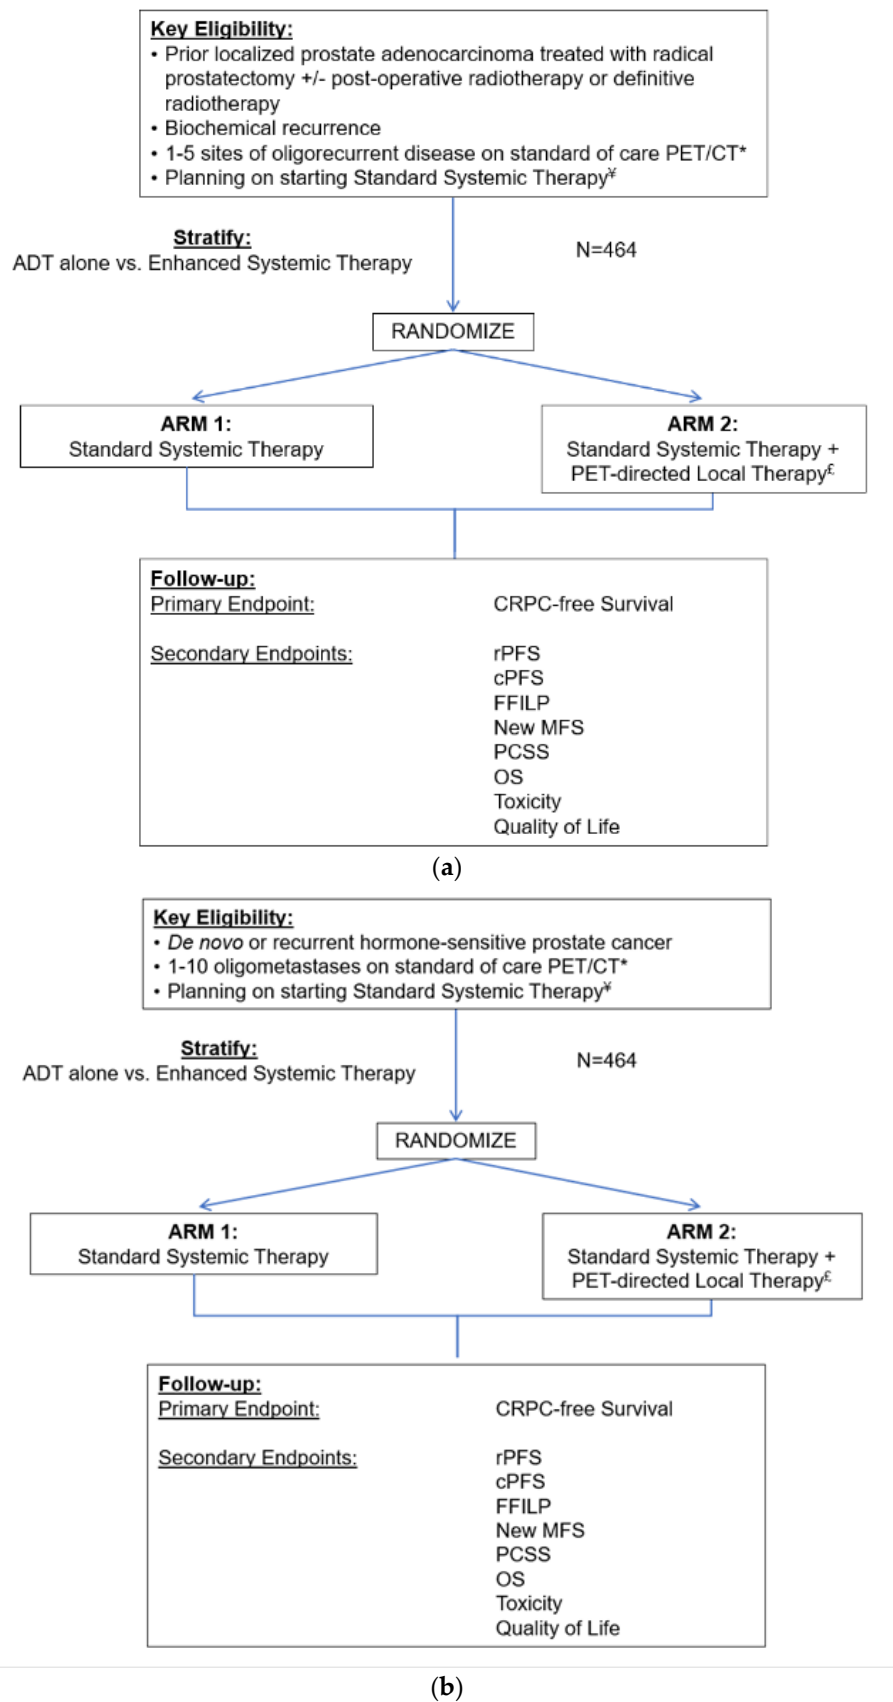 Key Eligibility:
• Prior localized prostate adenocarcinoma treated with radical
prostatectomy +/- post-operative radiotherapy or definitive
radiotherapy
• Biochemical recurrence
• 1-5 sites of oligorecurrent disease on standard of care PET/CT*
• Planning on starting Standard Systemic Therapy¥
Stratify:
ADT alone vs. Enhanced Systemic Therapy
N=464
RANDOMIZE
ARM 1:
Standard Systemic Therapy
ARM 2:
Standard Systemic Therapy +
PET-directed Local Therapy£
Follow-up:
Primary Endpoint: CRPC-free Survival
Secondary Endpoints: rPFS
cPFS
FFILP
New MFS
PCSS
OS
Toxicity
Quality of Life
(a)
Key Eligibility:
• De novo or recurrent hormone-sensitive prostate cancer
• 1-10 oligometastases on standard of care PET/CT*
• Planning on starting Standard Systemic Therapy¥
Stratify:
ADT alone vs. Enhanced Systemic Therapy
N=464
RANDOMIZE
ARM 1:
Standard Systemic Therapy
ARM 2:
Standard Systemic Therapy +
PET-directed Local Therapy£
Follow-up:
Primary Endpoint: CRPC-free Survival
Secondary Endpoints: rPFS
cPFS
FFILP
New MFS
PCSS
OS
Toxicity
Quality of Life
(b)